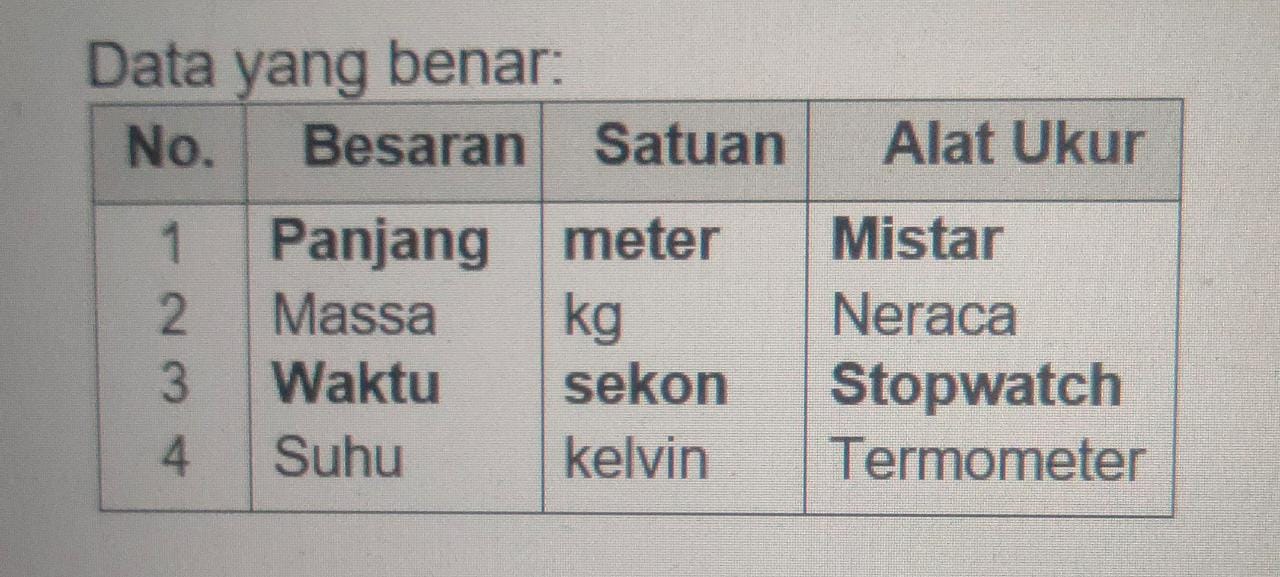 Data yang benar:
No. Besaran Satuan Alat Ukur
1 Panjang meter Mistar
2 Massa kg Neraca
3 Waktu sekon Stopwatch
4 Suhu kelvin Termometer